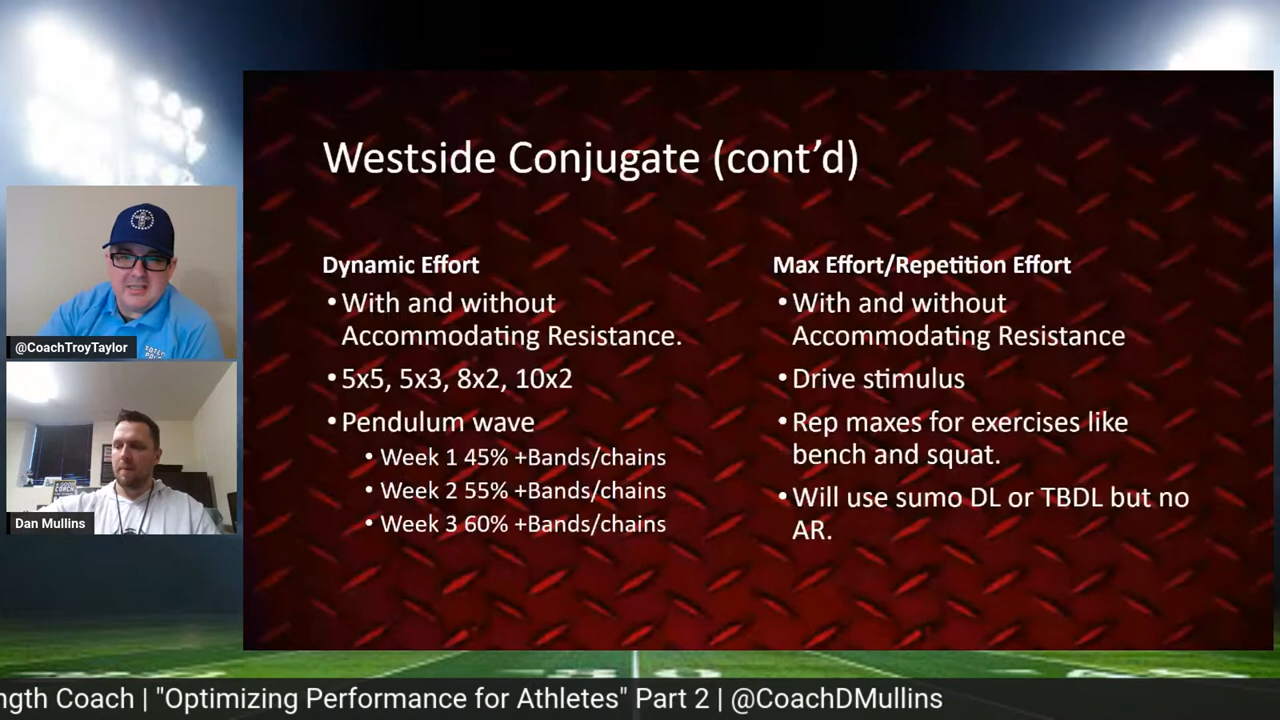 Westside Conjugate (cont'd)
Dynamic Effort
• With and without
Accommodating Resistance.
• 5x5, 5x3, 8x2, 10x2
• Pendulum wave
• Week 1 45% +Bands/chains
• Week 2 55% +Bands/chains
• Week 3 60% +Bands/chains
Max Effort/Repetition Effort
• With and without
Accommodating Resistance
• Drive stimulus
• Rep maxes for exercises like
bench and squat.
• Will use sumo DL or TBDL but no
AR.
@CoachTroyTaylor
Dan Mullins
ngth Coach | "Optimizing Performance for Athletes" Part 2 | @CoachDMullins